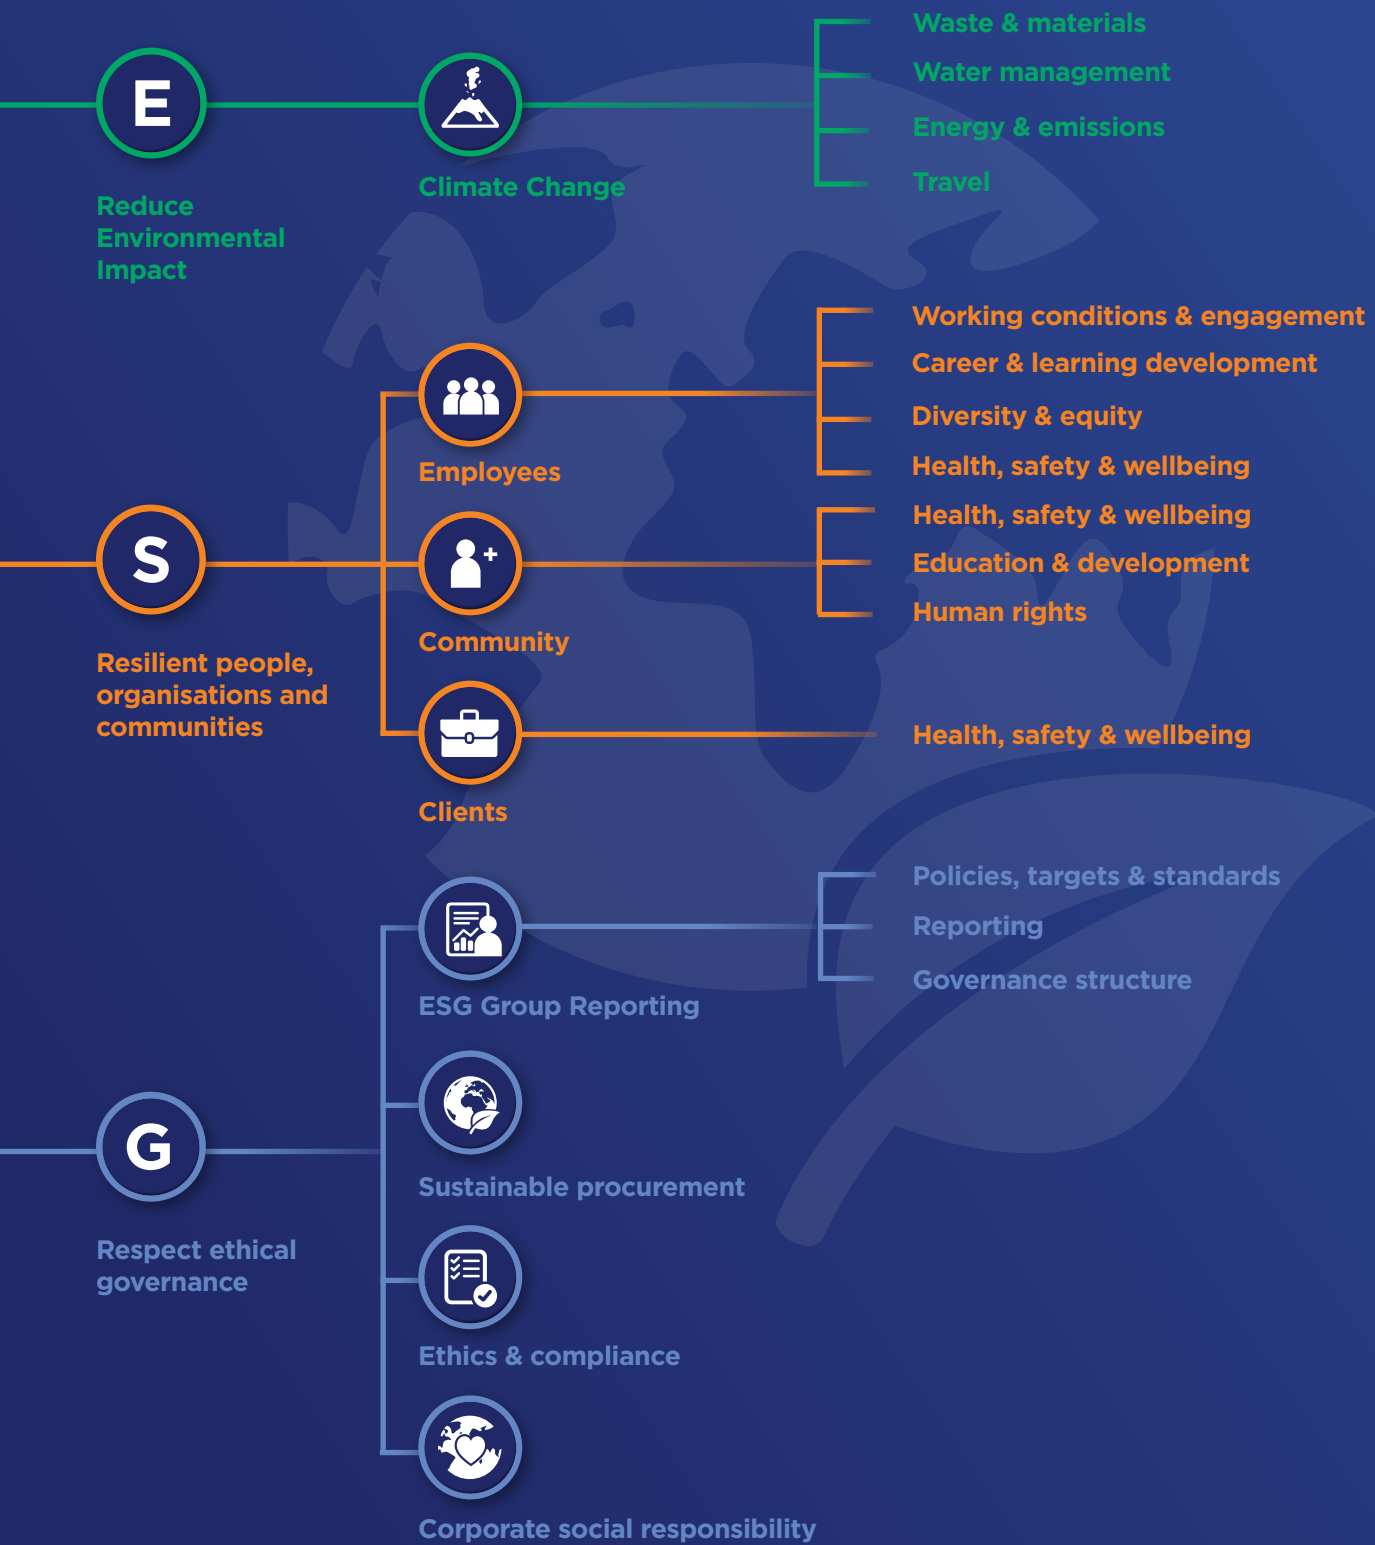 E
Reduce
Environmental
Impact
Climate Change
Waste & materials
Water management
Energy & emissions
Travel
S
Resilient people,
organisations and
communities
Employees
Working conditions & engagement
Career & learning development
Diversity & equity
Health, safety & wellbeing
Community
Health, safety & wellbeing
Education & development
Human rights
Clients
Health, safety & wellbeing
G
Respect ethical
governance
ESG Group Reporting
Policies, targets & standards
Reporting
Governance structure
Sustainable procurement
Ethics & compliance
Corporate social responsibility